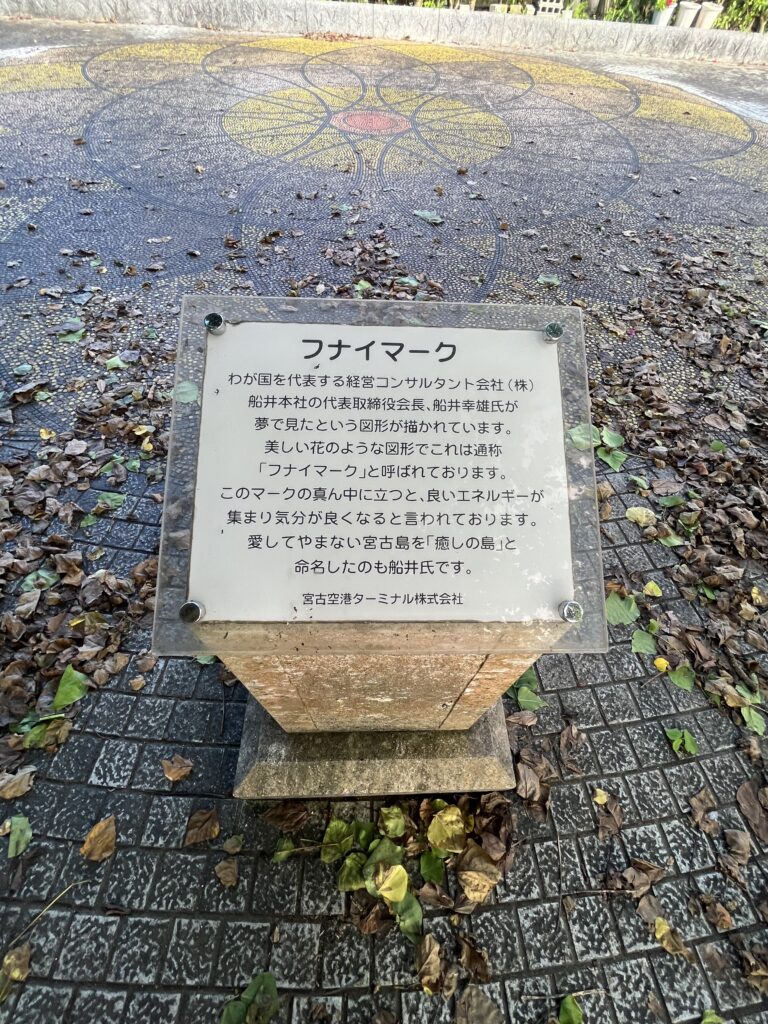 フナイマーク
わが国を代表する経営コンサルタント会社(株)
船井本社の代表取締役会長、船井幸雄氏が
夢で見たという図形が描かれています。
美しい花のような図形でこれは通称
「フナイマーク」と呼ばれております。
このマークの真ん中に立つと、良いエネルギーが
集まり気分が良くなると言われております。
愛してやまない宮古島を「癒しの島」と
命名したのも船井氏です。
宮古空港ターミナル株式会社